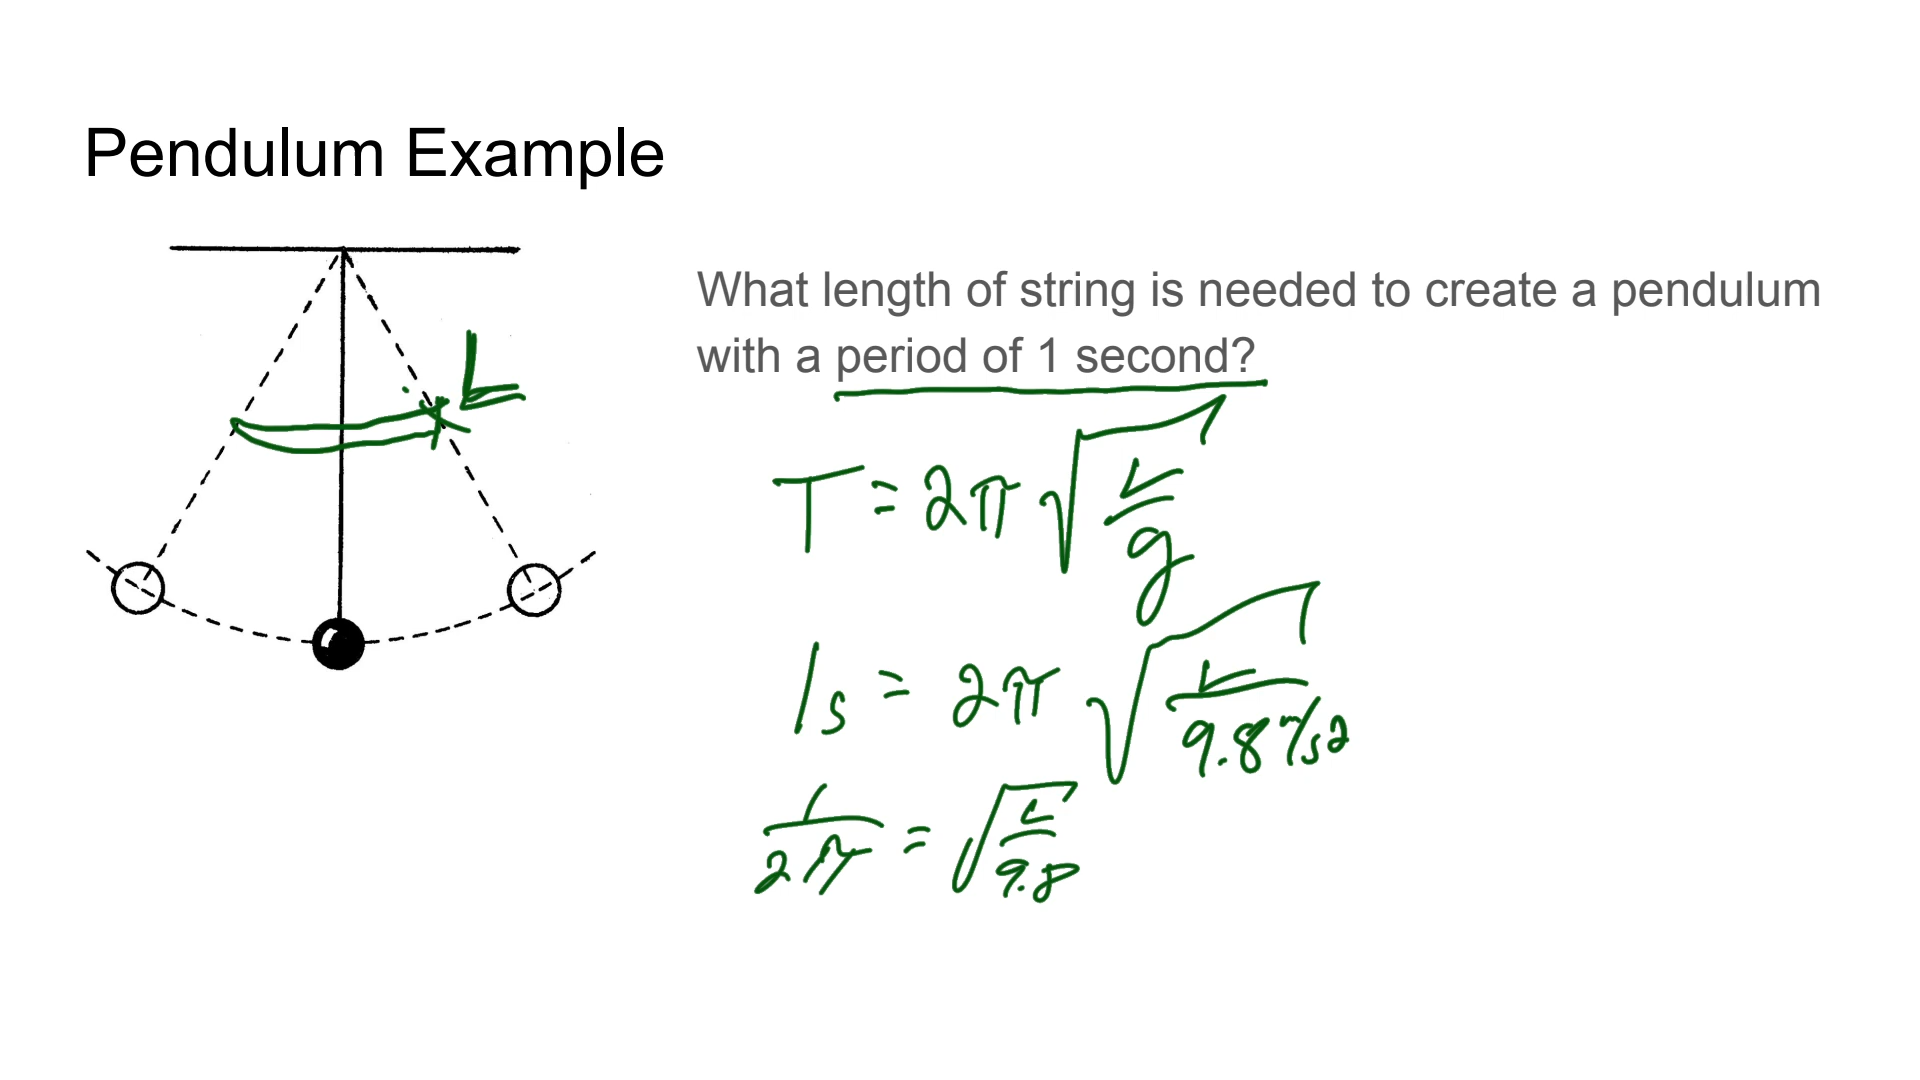 Pendulum Example
L
What length of string is needed to create a pendulum
with a period of 1 second?
T = 2π √(L/g)
1s = 2π √(L/9.8 m/s2)
1/2π = √(L/9.8)